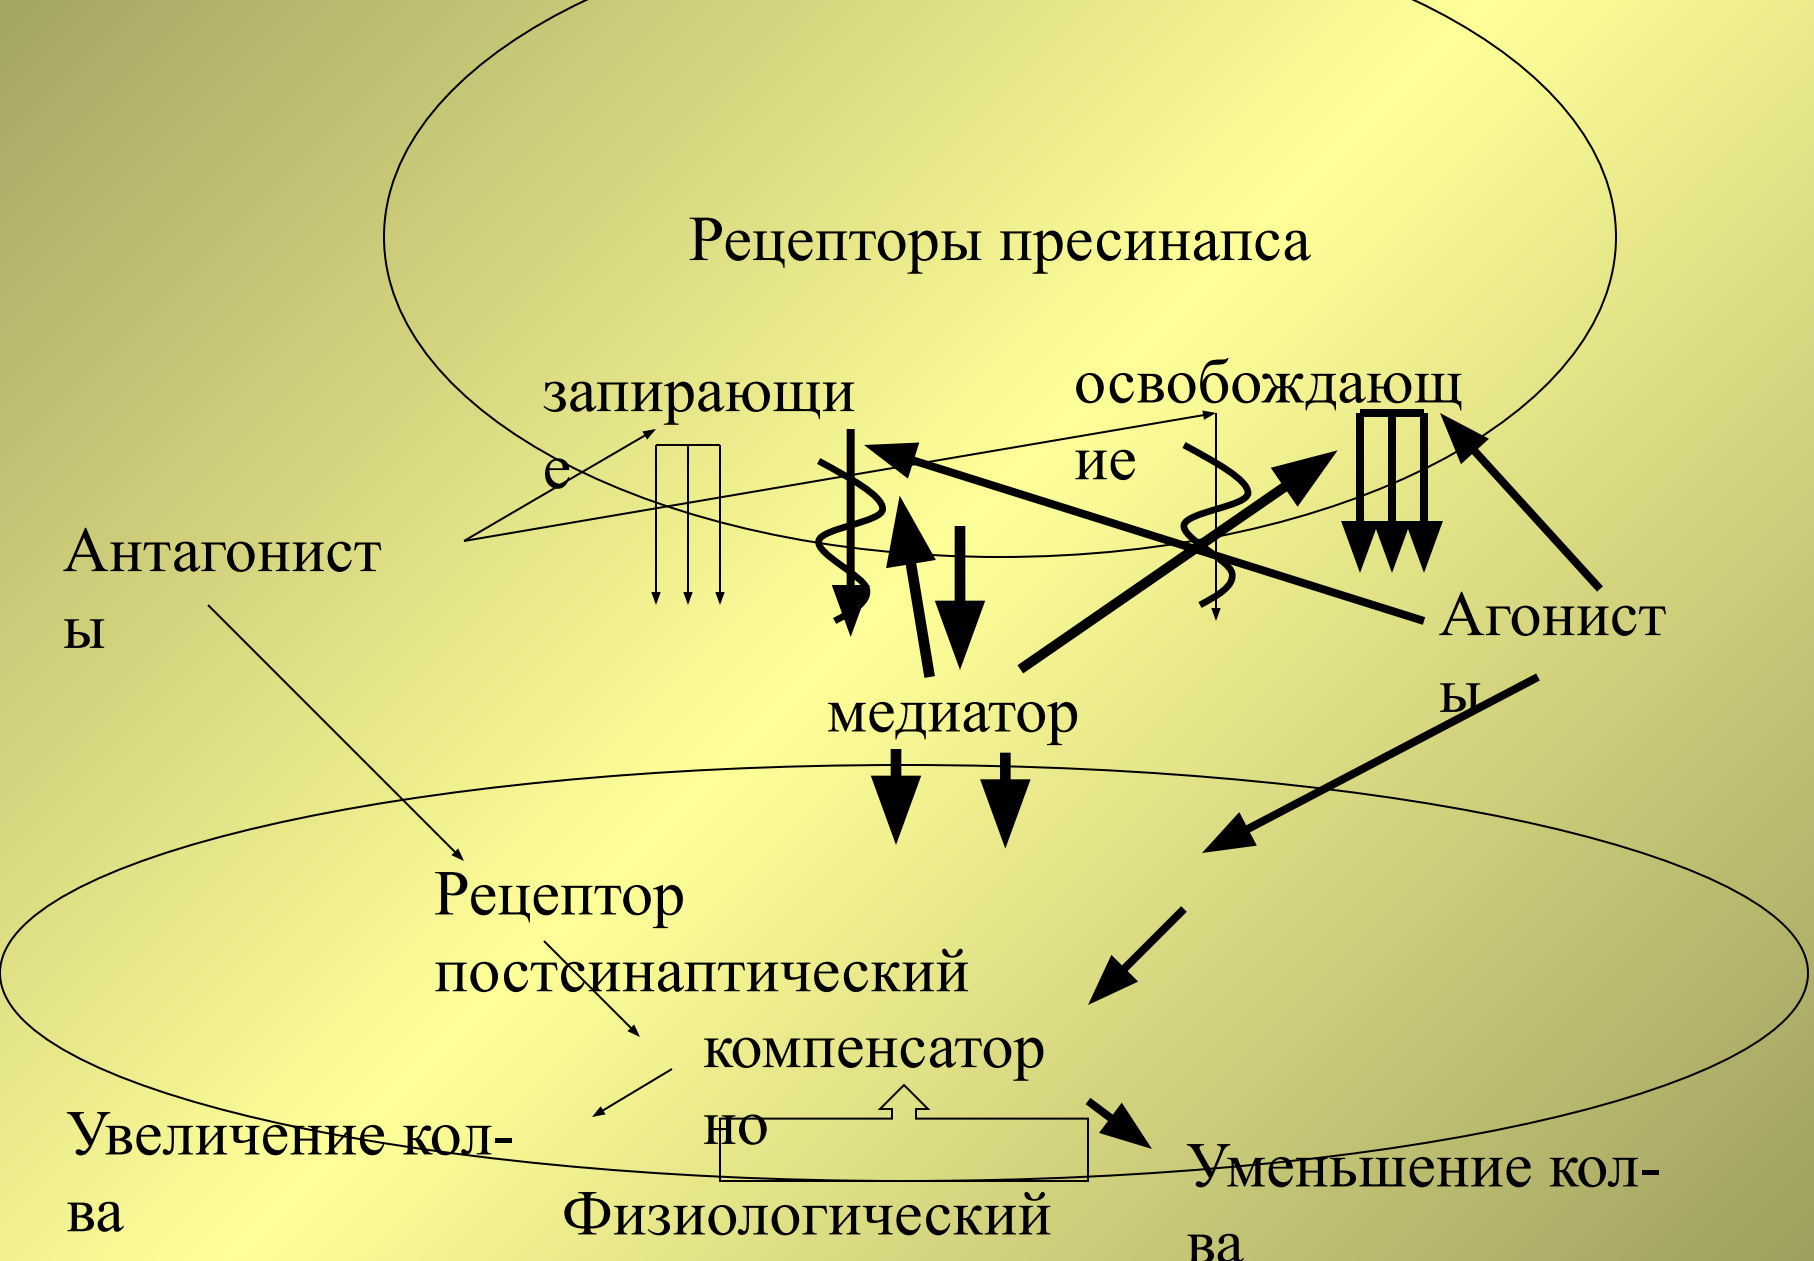 Рецепторы пресинапса
запирающи
е
освобождающ
ие
Антагонист
ы
Агонист
ы
медиатор
Рецептор
постсинаптический
компенсатор
но
Увеличение кол-
ва
Физиологический
Уменьшение кол-
ва